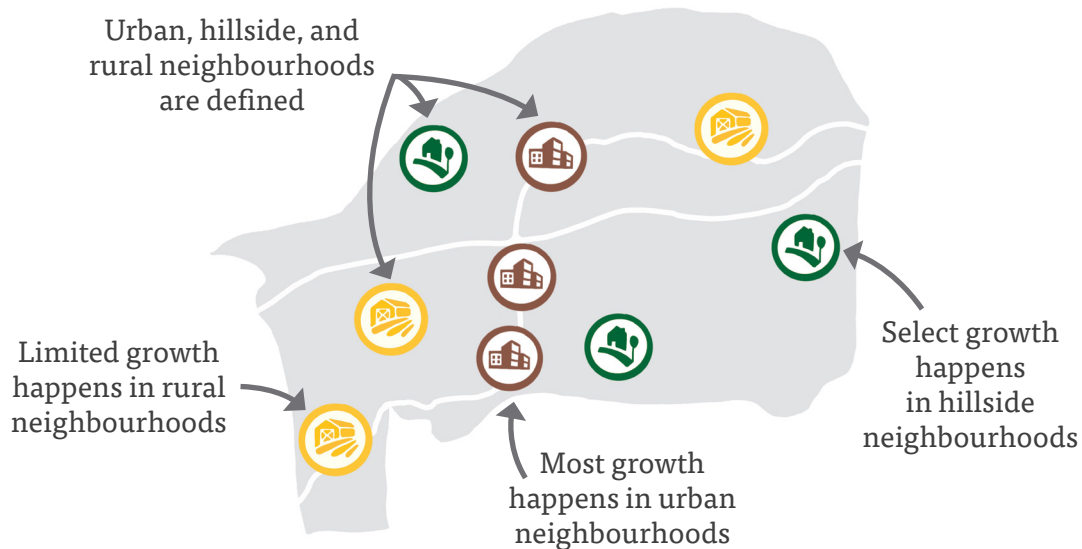 Urban, hillside, and
rural neighbourhoods
are defined
Limited growth
happens in rural
neighbourhoods
Select growth
happens
in hillside
neighbourhoods
Most growth
happens in urban
neighbourhoods